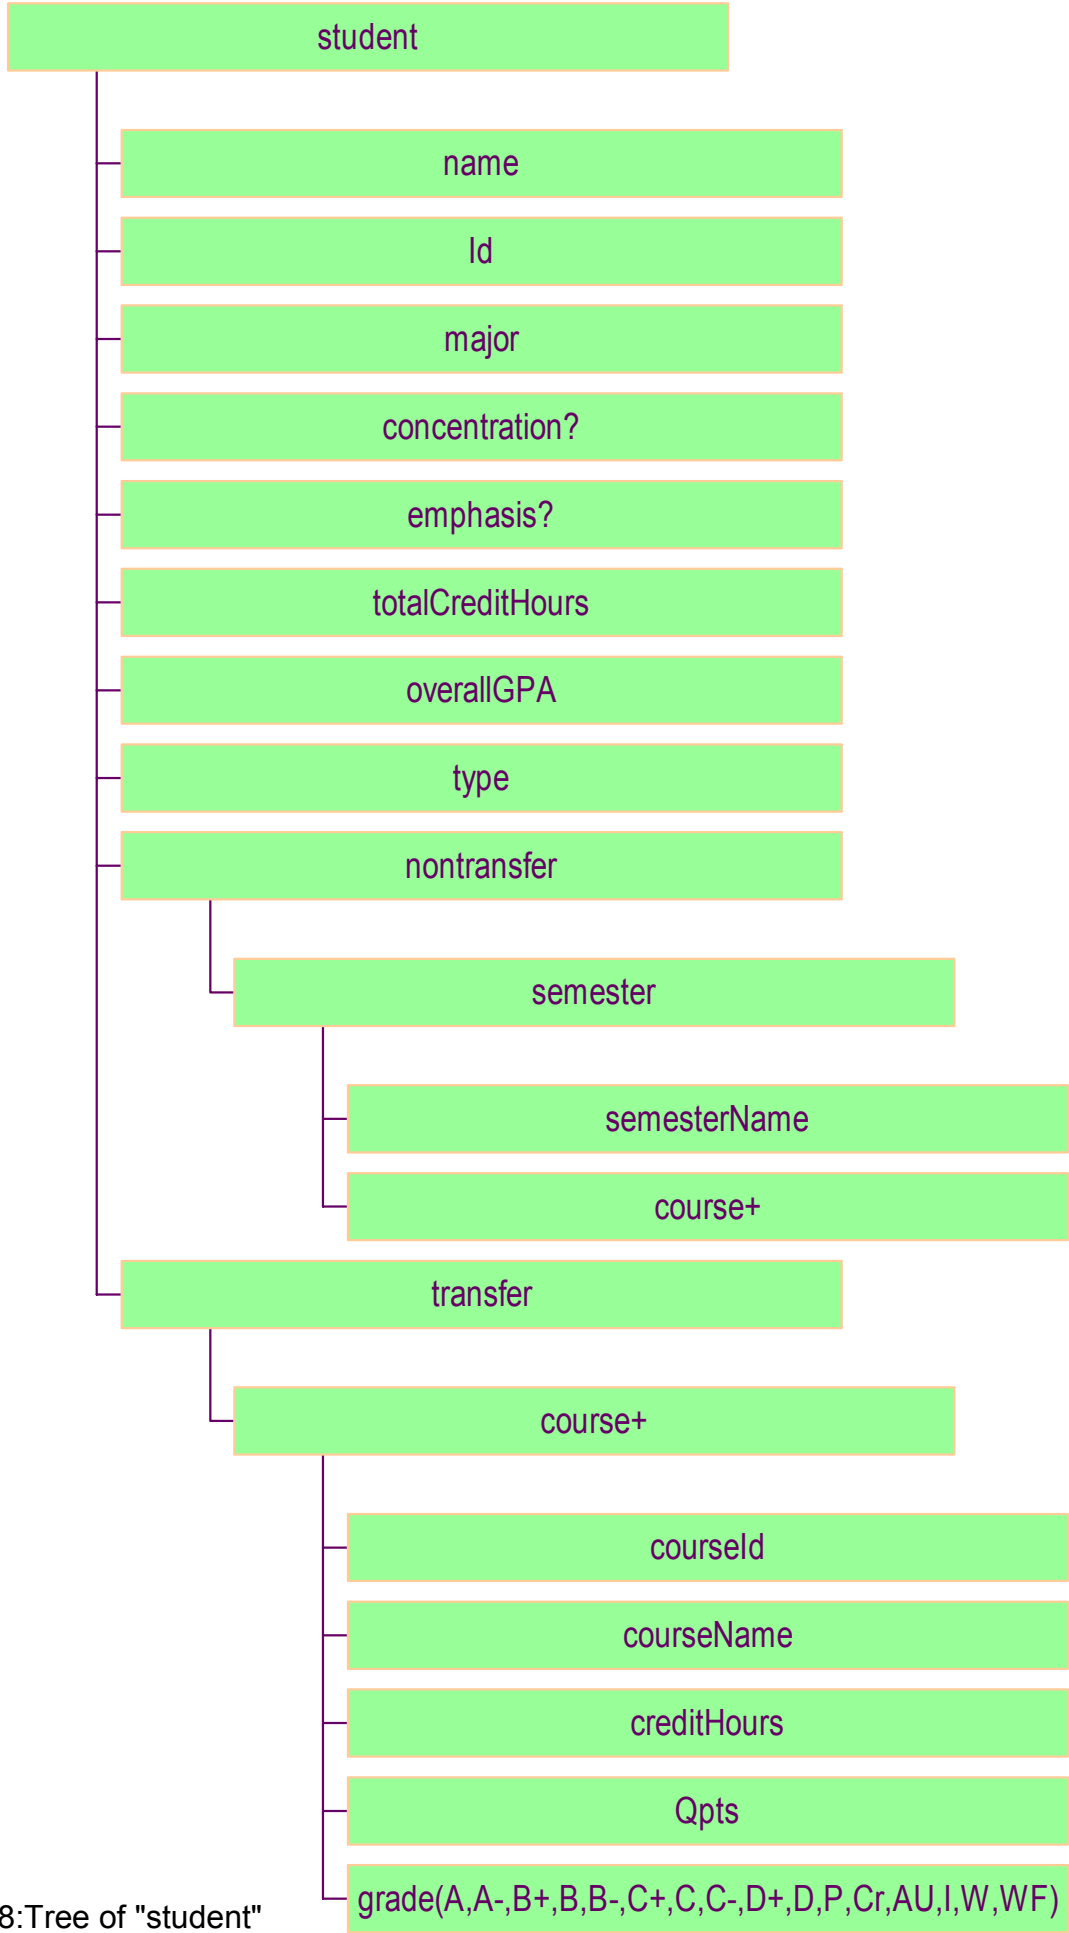 student
name
Id
major
concentration?
emphasis?
totalCreditHours
overallGPA
type
nontransfer
semester
semesterName
course+
transfer
course+
courseId
courseName
creditHours
Qpts
grade(A,A-,B+,B,B-,C+,C,C-,D+,D,P,Cr,AU,I,W,WF)
8:Tree of "student"